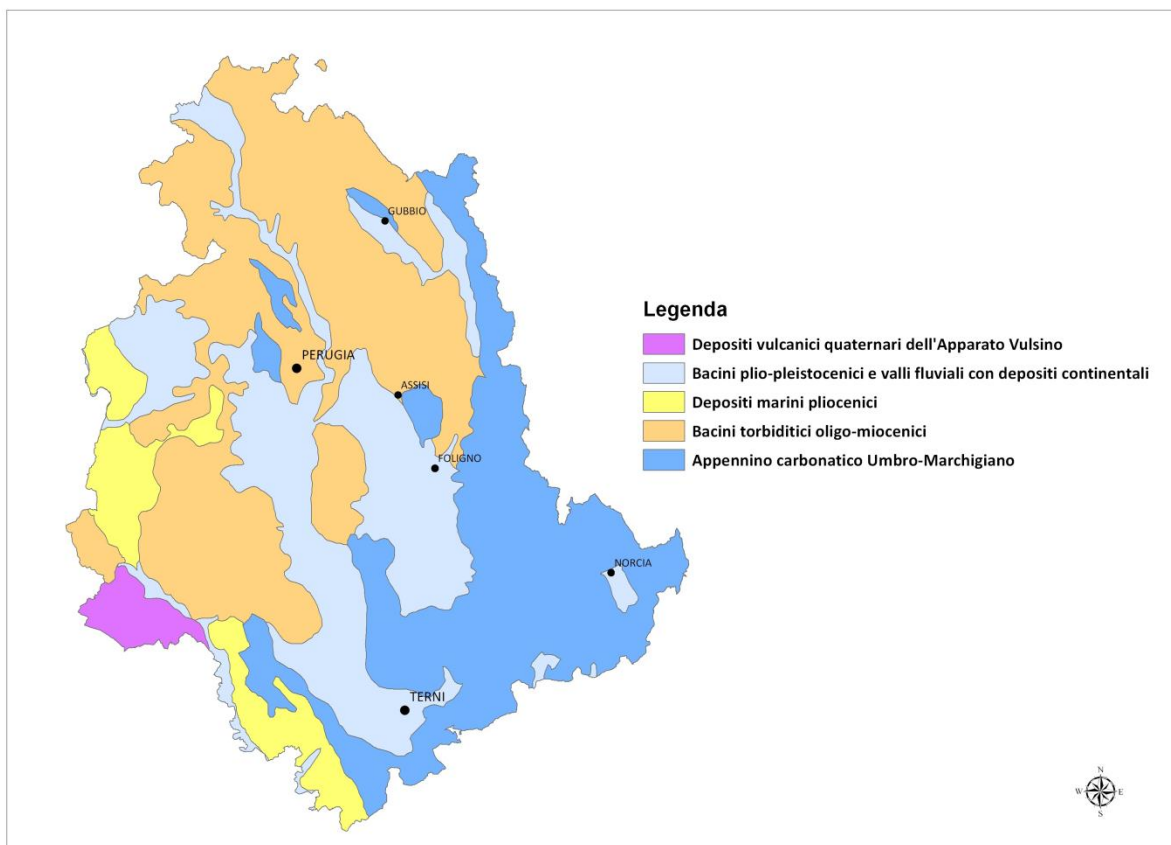 GUBBIO
PERUGIA
ASSISI
FOLIGNO
NORCIA
TERNI
Legenda
Depositi vulcanici quaternari dell'Apparato Vulsino
Bacini plio-pleistocenici e valli fluviali con depositi continentali
Depositi marini pliocenici
Bacini torbiditici oligo-miocenici
Appennino carbonatico Umbro-Marchigiano
N
W E
S